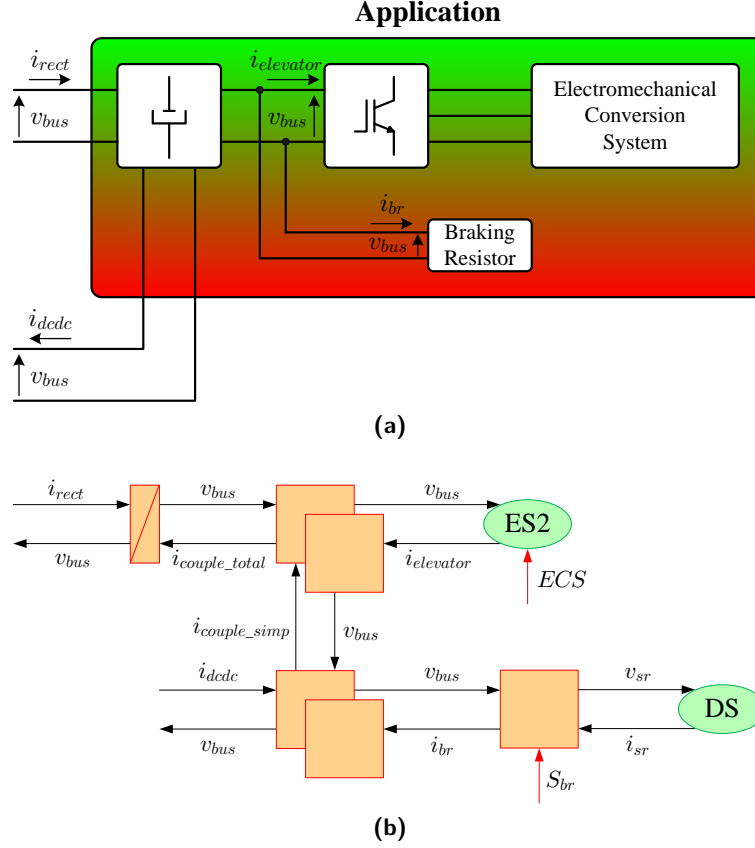 Application
i_rect
i_elevator
v_bus
v_bus
Electromechanical
Conversion
System
i_br
v_bus
Braking
Resistor
i_dcdc
v_bus
(a)
i_rect
v_bus
v_bus
ES2
v_bus
i_couple_total
i_elevator
ECS
i_couple_simp
v_bus
i_dcdc
v_bus
v_sr
DS
v_bus
i_br
i_sr
S_br
(b)